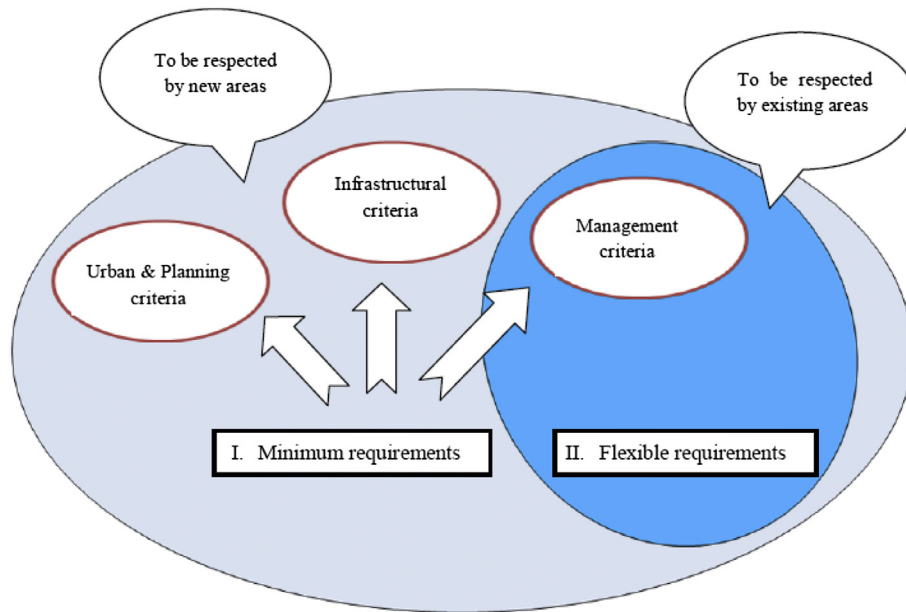 To be respected
by new areas
To be respected
by existing areas
Infrastructural
criteria
Management
criteria
Urban & Planning
criteria
I. Minimum requirements
II. Flexible requirements